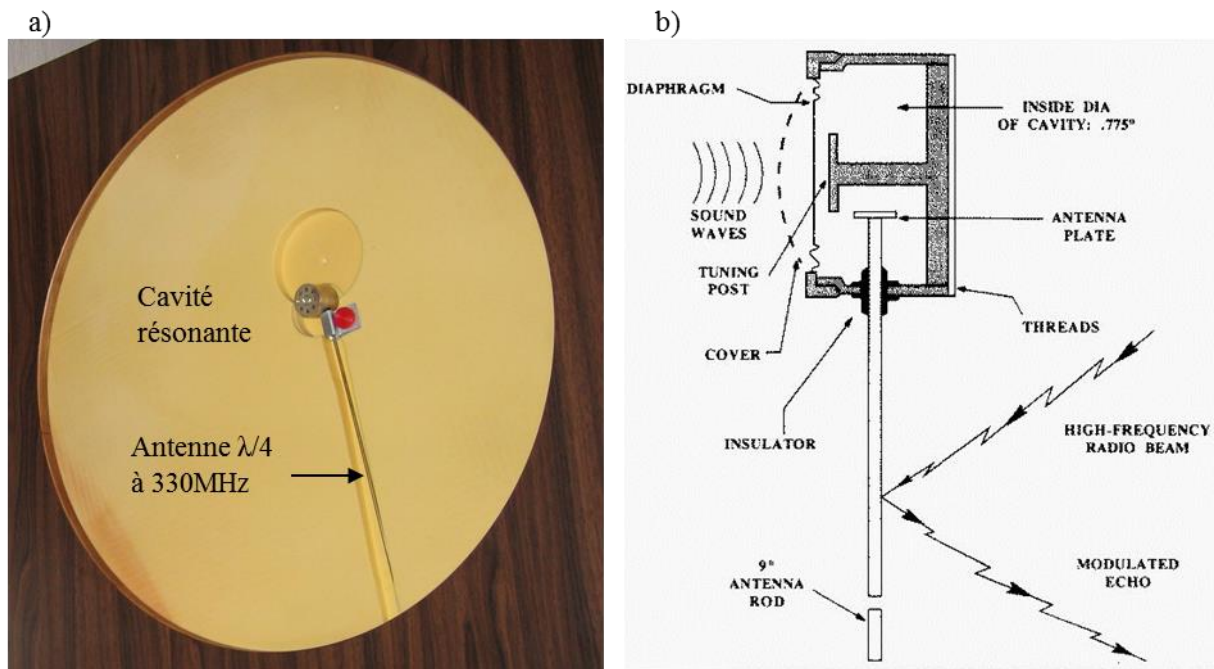 a)
b)
Cavité
résonante
Antenne λ/4
à 330MHz
DIAPHRAGM
INSIDE DIA
OF CAVITY: .775"
SOUND
WAVES
ANTENNA
PLATE
TUNING
POST
THREADS
COVER
INSULATOR
HIGH-FREQUENCY
RADIO BEAM
9"
ANTENNA
ROD
MODULATED
ECHO